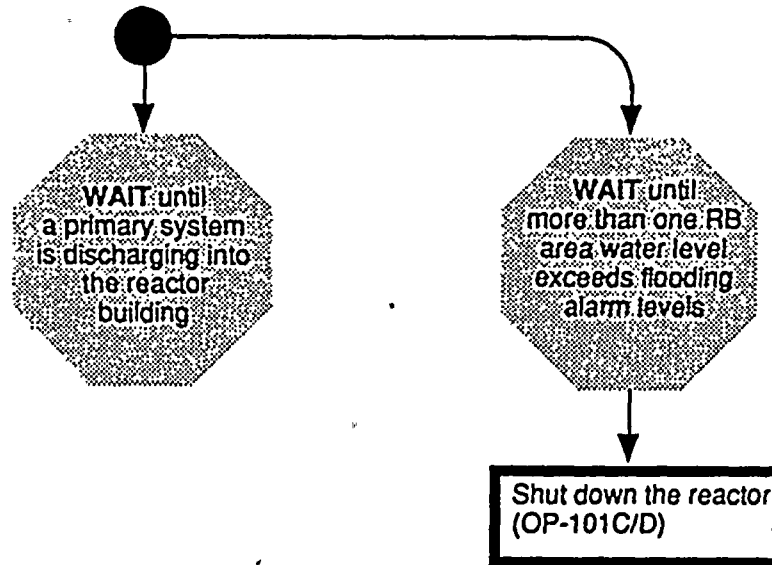 WAIT until
a primary system
is discharging into
the reactor
building
WAIT until
more than one RB
area water level
exceeds flooding
alarm levels
Shut down the reactor
(OP-101C/D)